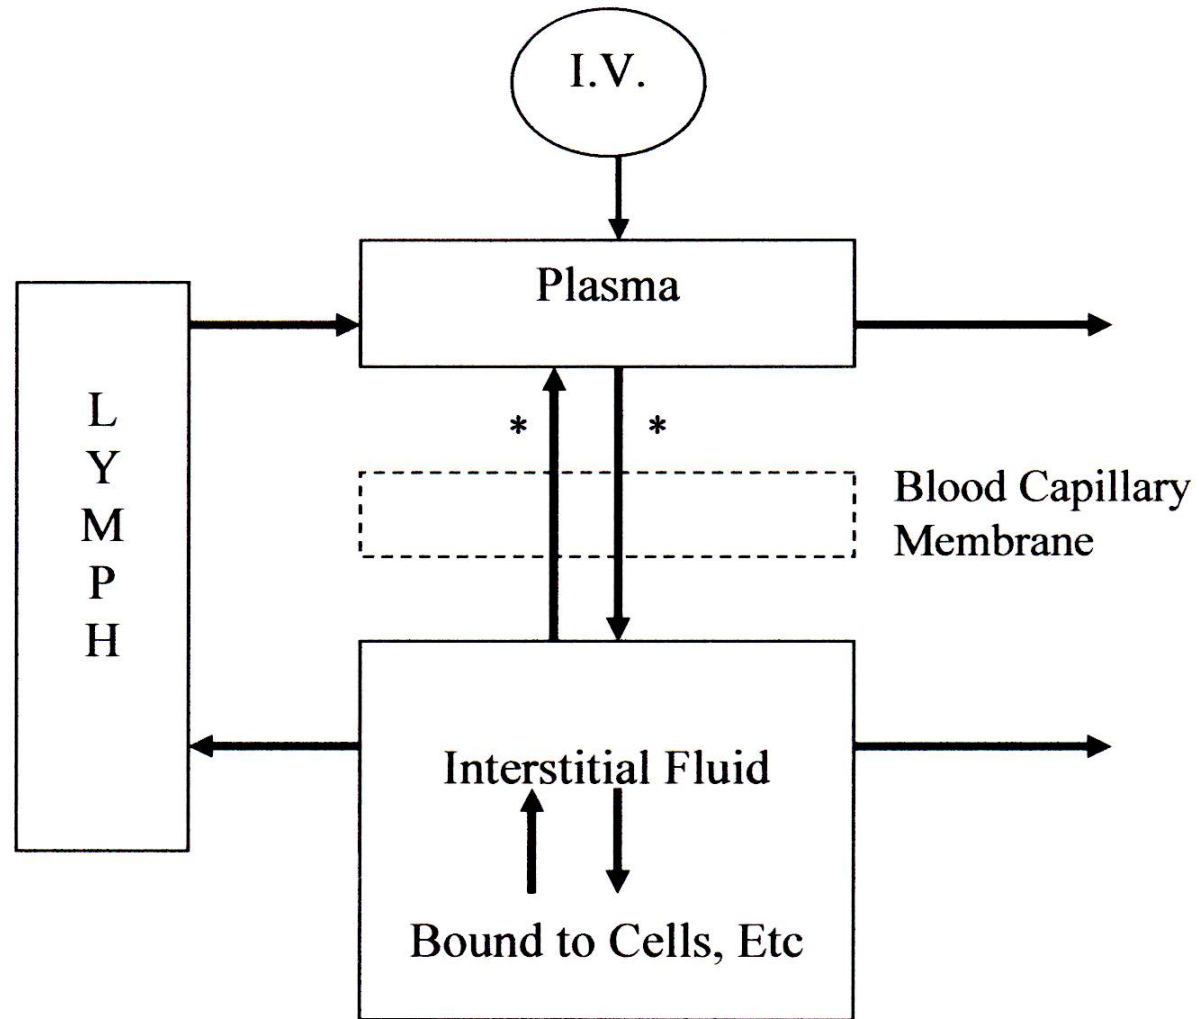 I.V.
Plasma
L
Y
M
P
H
*
*
Blood Capillary
Membrane
Interstitial Fluid
Bound to Cells, Etc